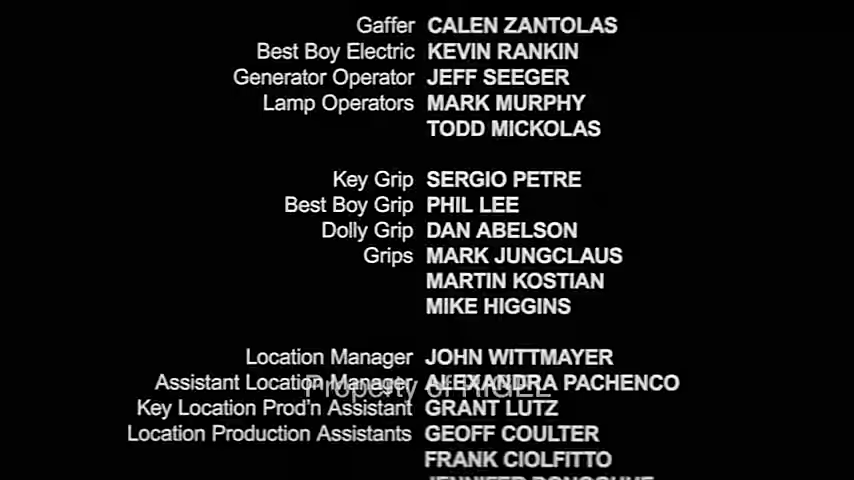 Gaffer CALEN ZANTOLAS
Best Boy Electric KEVIN RANKIN
Generator Operator JEFF SEEGER
Lamp Operators MARK MURPHY
TODD MICKOLAS
Key Grip SERGIO PETRE
Best Boy Grip PHIL LEE
Dolly Grip DAN ABELSON
Grips MARK JUNGCLAUS
MARTIN KOSTIAN
MIKE HIGGINS
Location Manager JOHN WITTMAYER
Assistant Location Manager ALEXANDRA PACHENCO
Property of
Key Location Prod'n Assistant GRANT LUTZ
Location Production Assistants GEOFF COULTER
FRANK CIOLFITTO